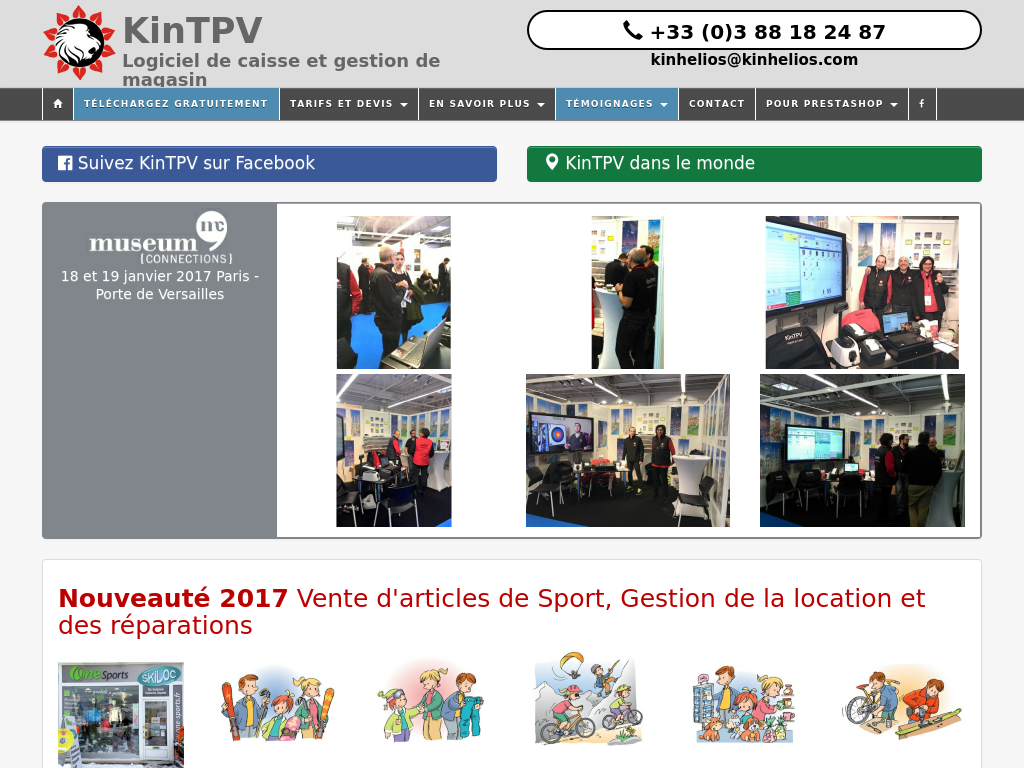 KinTPV
Logiciel de caisse et gestion de
magasin
+33 (0)3 88 18 24 87
kinhelios@kinhelios.com
TÉLÉCHARGEZ GRATUITEMENT
TARIFS ET DEVIS
EN SAVOIR PLUS
TÉMOIGNAGES
CONTACT
POUR PRESTASHOP
Suivez KinTPV sur Facebook
KinTPV dans le monde
museum
[CONNECTIONS]
18 et 19 janvier 2017 Paris -
Porte de Versailles
KinTPV
Nouveauté 2017 Vente d'articles de Sport, Gestion de la location et
des réparations
Sports
SKILOC